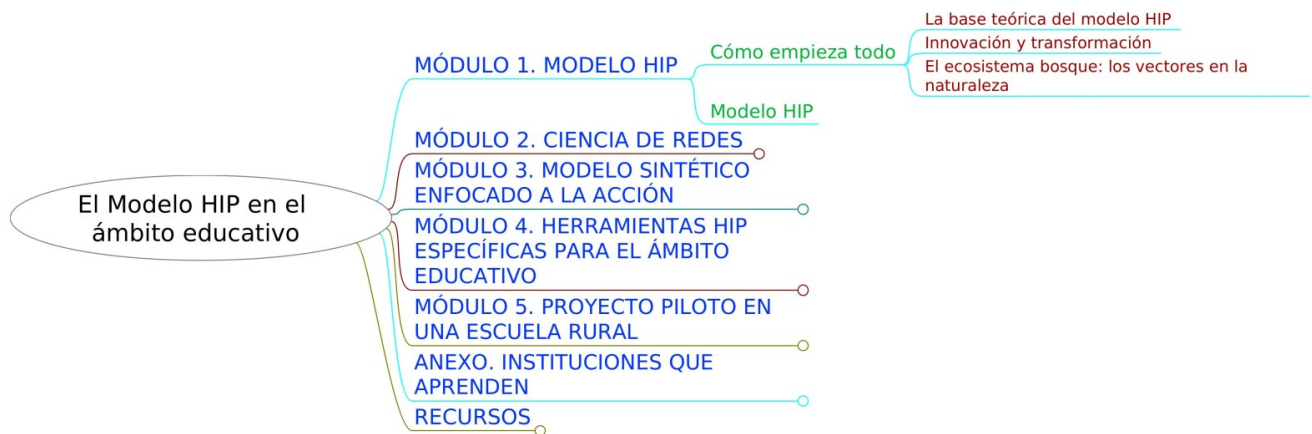 El Modelo HIP en el
ámbito educativo
MÓDULO 1. MODELO HIP
Cómo empieza todo
La base teórica del modelo HIP
Innovación y transformación
El ecosistema bosque: los vectores en la
naturaleza
Modelo HIP
MÓDULO 2. CIENCIA DE REDES
MÓDULO 3. MODELO SINTÉTICO
ENFOCADO A LA ACCIÓN
MÓDULO 4. HERRAMIENTAS HIP
ESPECÍFICAS PARA EL ÁMBITO
EDUCATIVO
MÓDULO 5. PROYECTO PILOTO EN
UNA ESCUELA RURAL
ANEXO. INSTITUCIONES QUE
APRENDEN
RECURSOS